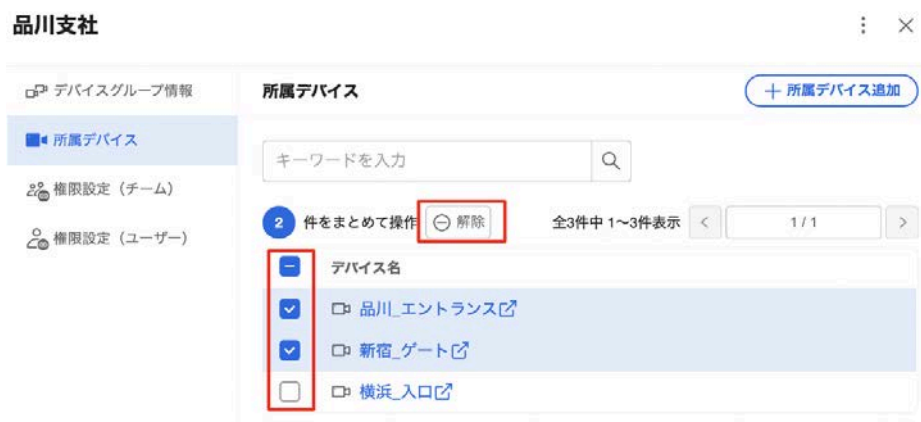 品川支社
デバイスグループ情報
所属デバイス
権限設定（チーム）
権限設定（ユーザー）
所属デバイス
所属デバイス追加
キーワードを入力
2 件をまとめて操作 解除 全3件中 1〜3件表示 < 1 / 1 >
デバイス名
品川_エントランス
新宿_ゲート
横浜_入口